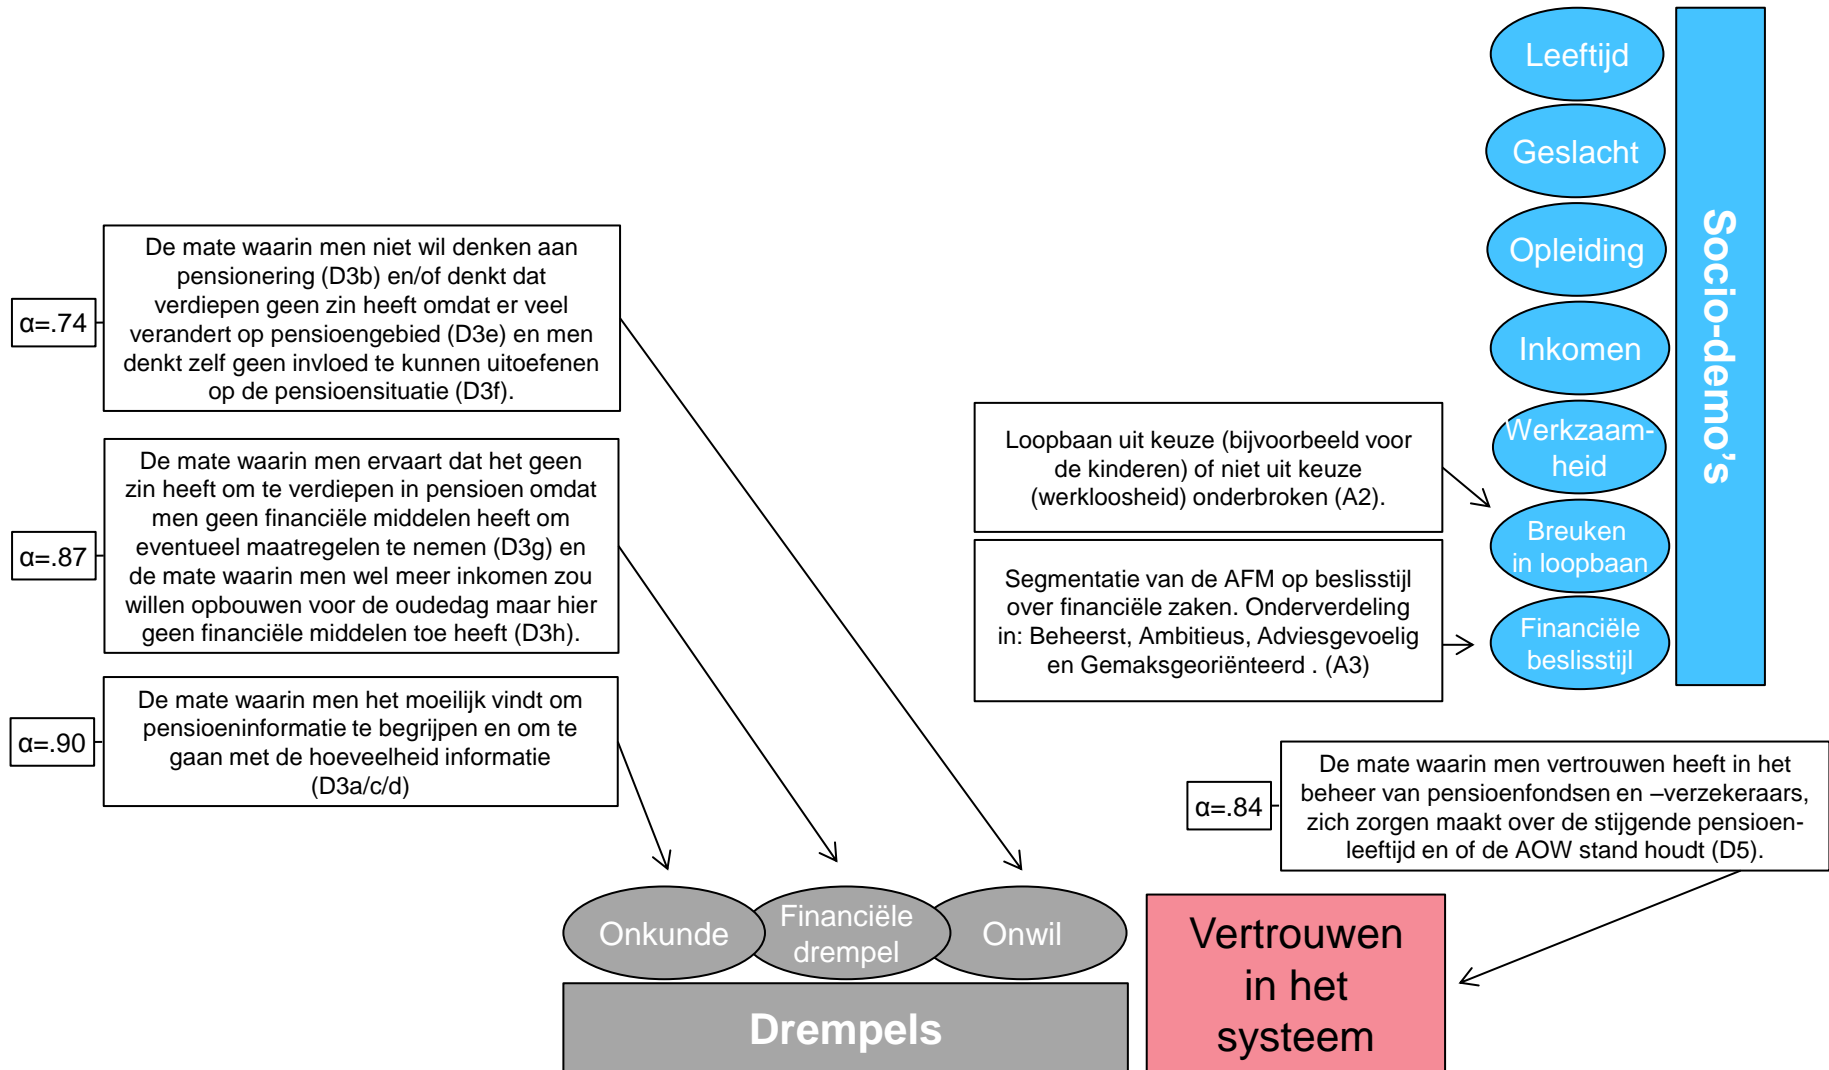 Leeftijd
Geslacht
Opleiding
Inkomen
Werkzaam-
heid
Breuken
in loopbaan
Financiële
beslisstijl
Socio-demo’s
α=.74
De mate waarin men niet wil denken aan
pensionering (D3b) en/of denkt dat
verdiepen geen zin heeft omdat er veel
verandert op pensioengebied (D3e) en men
denkt zelf geen invloed te kunnen uitoefenen
op de pensioensituatie (D3f).
α=.87
De mate waarin men ervaart dat het geen
zin heeft om te verdiepen in pensioen omdat
men geen financiële middelen heeft om
eventueel maatregelen te nemen (D3g) en
de mate waarin men wel meer inkomen zou
willen opbouwen voor de oudedag maar hier
geen financiële middelen toe heeft (D3h).
α=.90
De mate waarin men het moeilijk vindt om
pensioeninformatie te begrijpen en om te
gaan met de hoeveelheid informatie
(D3a/c/d)
Loopbaan uit keuze (bijvoorbeeld voor
de kinderen) of niet uit keuze
(werkloosheid) onderbroken (A2).
Segmentatie van de AFM op beslisstijl
over financiële zaken. Onderverdeling
in: Beheerst, Ambitieus, Adviesgevoelig
en Gemaksgeoriënteerd . (A3)
α=.84
De mate waarin men vertrouwen heeft in het
beheer van pensioenfondsen en –verzekeraars,
zich zorgen maakt over de stijgende pensioen-
leeftijd en of de AOW stand houdt (D5).
Onkunde
Financiële
drempel
Onwil
Drempels
Vertrouwen
in het
systeem